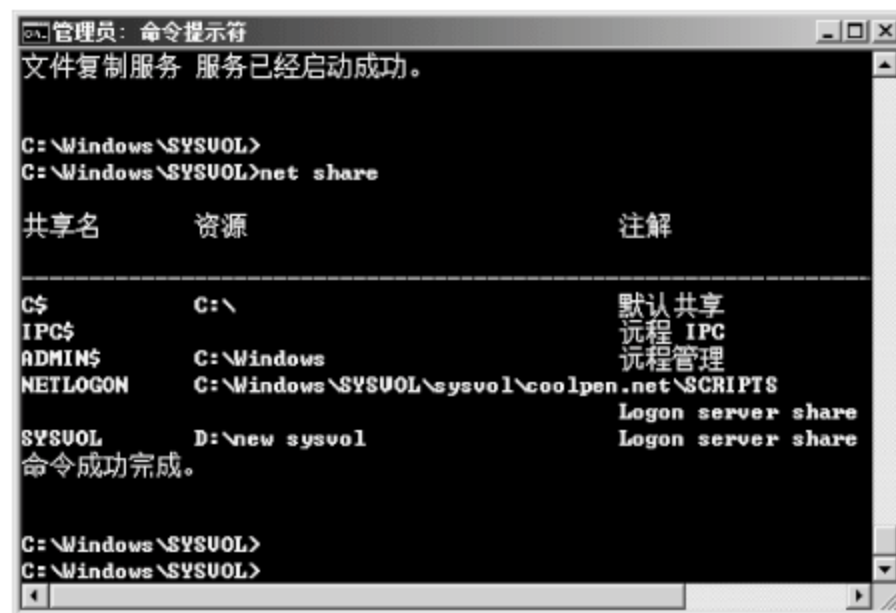 管理员: 命令提示符
文件复制服务 服务已经启动成功。
C:\Windows\SYSVOL>
C:\Windows\SYSVOL>net share
共享名 资源 注解
-------------------------------------------------------------------------------
C$ C:\ 默认共享
IPC$ 远程 IPC
ADMIN$ C:\Windows 远程管理
NETLOGON C:\Windows\SYSVOL\sysvol\coolpen.net\SCRIPTS
Logon server share
SYSVOL D:\new sysvol Logon server share
命令成功完成。
C:\Windows\SYSVOL>
C:\Windows\SYSVOL>